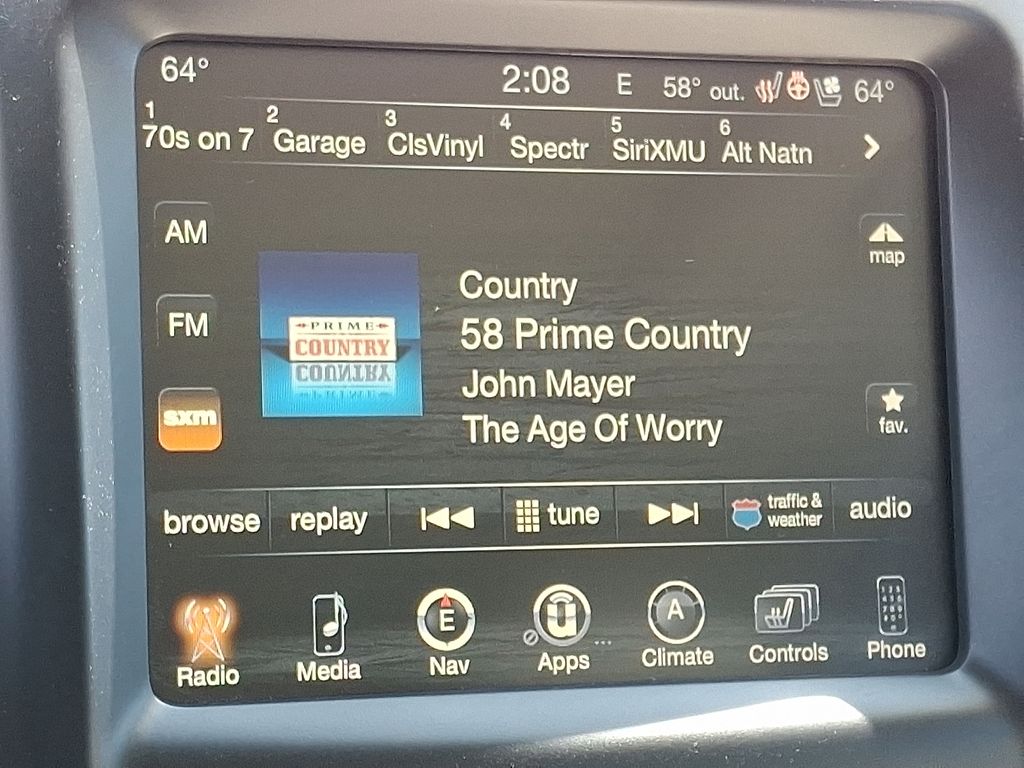 64° 2:08 E 58° out. 64°
1 2 3 4 5 6
70s on 7 Garage ClsVinyl Spectr SiriXMU Alt Natn
AM
map
PRIME
COUNTRY
Country
58 Prime Country
John Mayer
The Age Of Worry
FM
sxm
fav.
browse replay tune traffic & weather audio
E A
Radio Media Nav Apps Climate Controls Phone